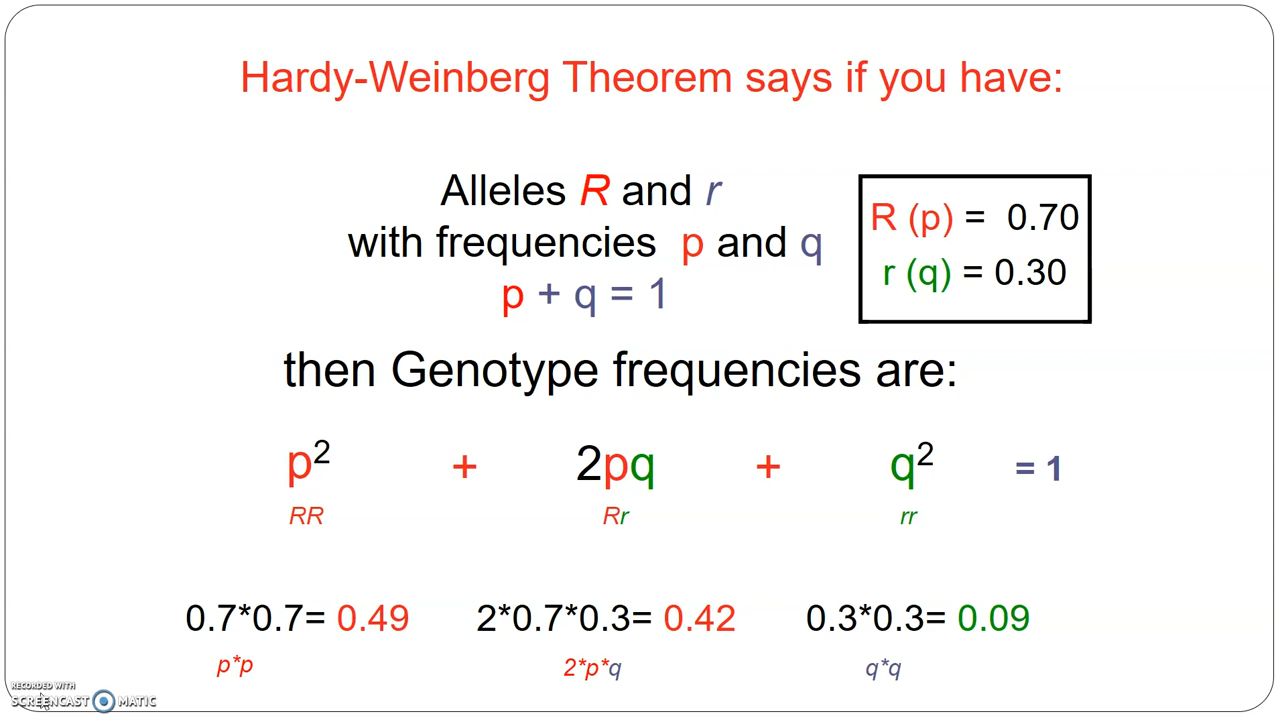 Hardy-Weinberg Theorem says if you have:
Alleles R and r
with frequencies p and q
p + q = 1
R (p) = 0.70
r (q) = 0.30
then Genotype frequencies are:
p² + 2pq + q² = 1
RR Rr rr
0.7*0.7= 0.49 2*0.7*0.3= 0.42 0.3*0.3= 0.09
p*p 2*p*q q*q
RECORDED WITH
SCREENCAST MATIC